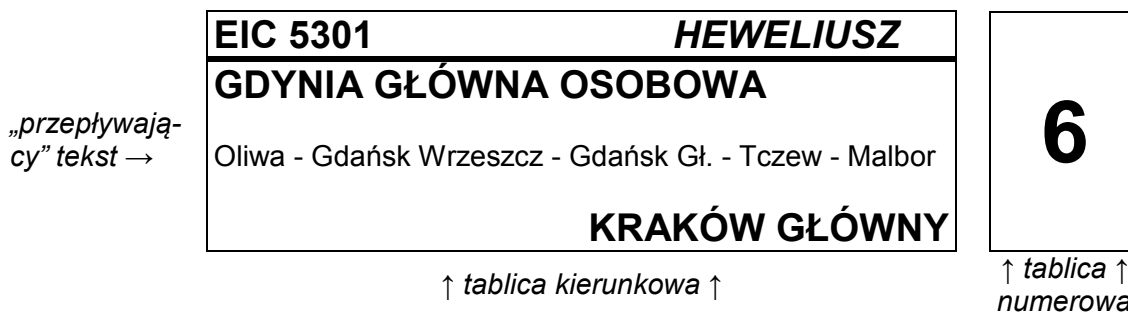 EIC 5301 HEWELIUSZ
GDYNIA GŁÓWNA OSOBOWA
„przepływają-
cy” tekst →
Oliwa - Gdańsk Wrzeszcz - Gdańsk Gł. - Tczew - Malbor
6
KRAKÓW GŁÓWNY
↑ tablica kierunkowa ↑
↑ tablica ↑
numerowa